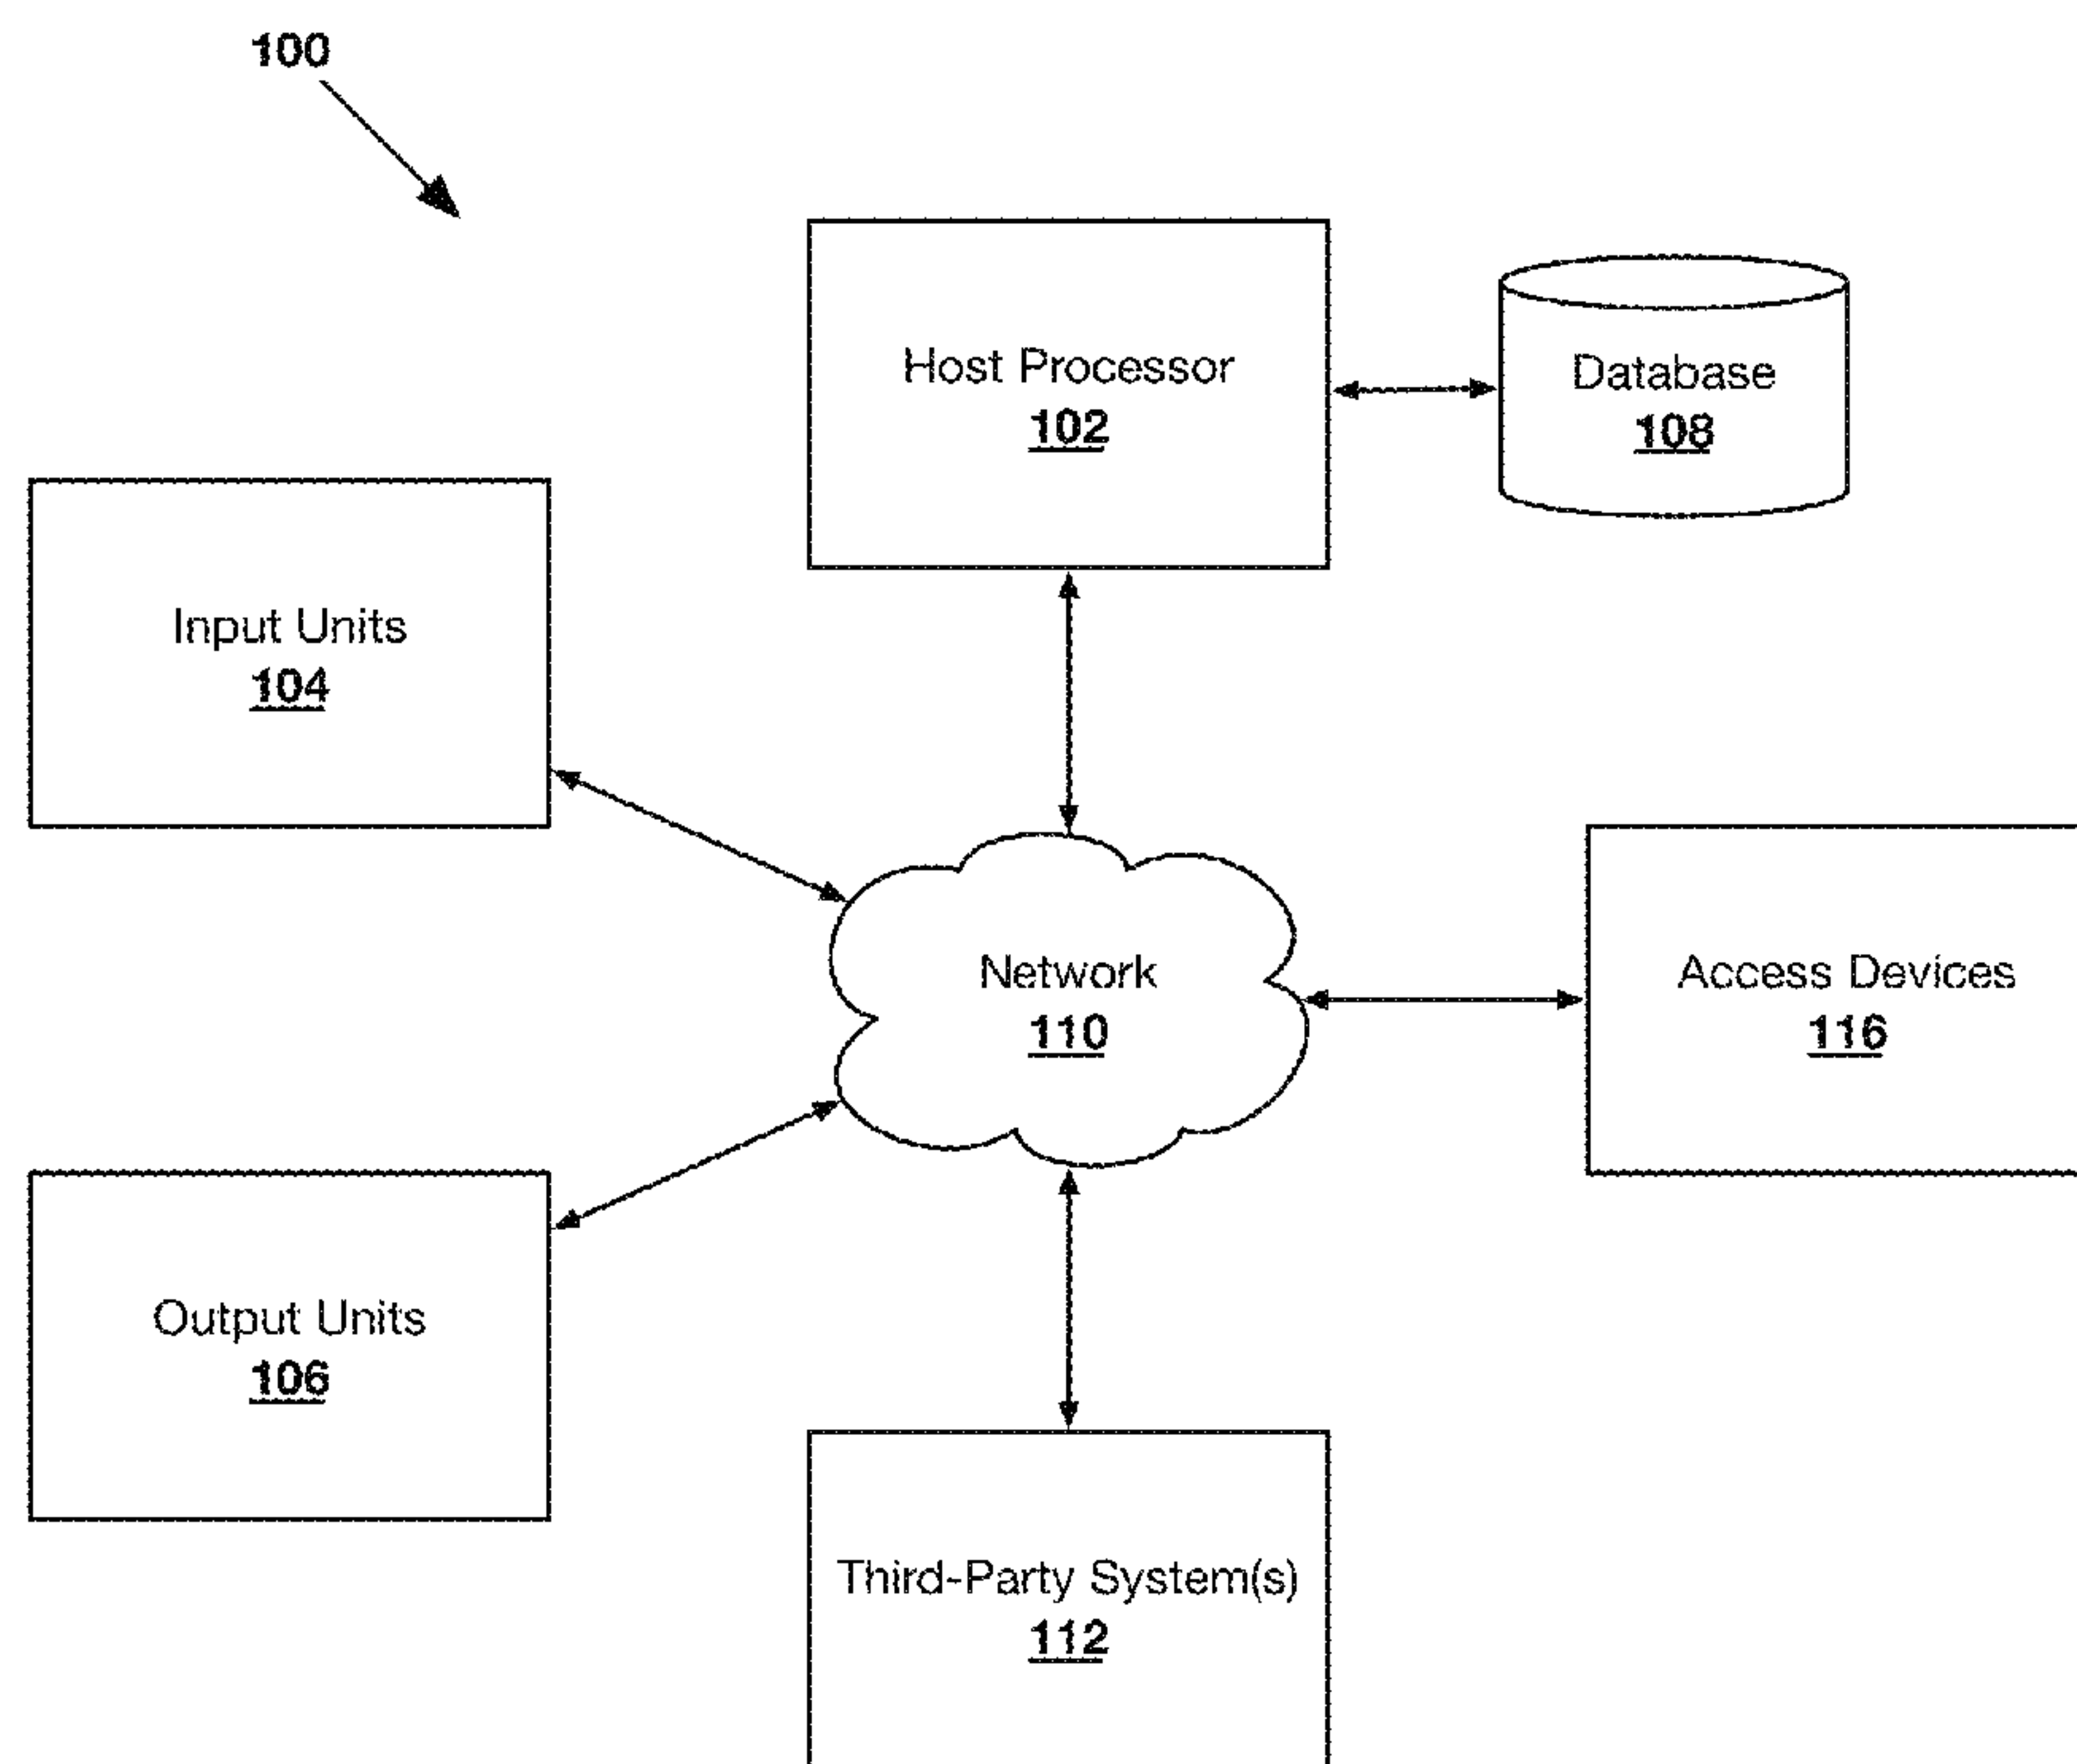 100
Host Processor
102
Database
108
Input Units
104
Network
110
Access Devices
116
Output Units
106
Third-Party System(s)
112